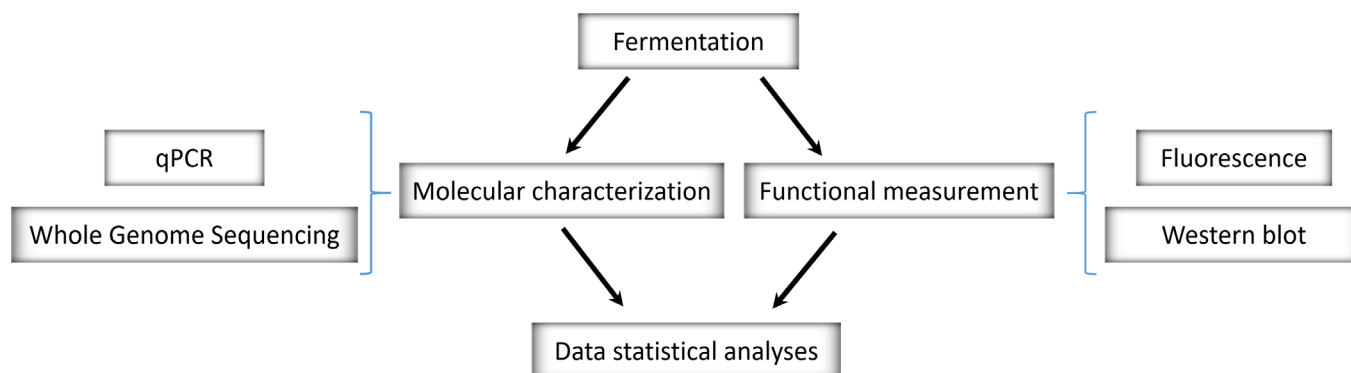 Fermentation
qPCR
Whole Genome Sequencing
Molecular characterization
Functional measurement
Fluorescence
Western blot
Data statistical analyses